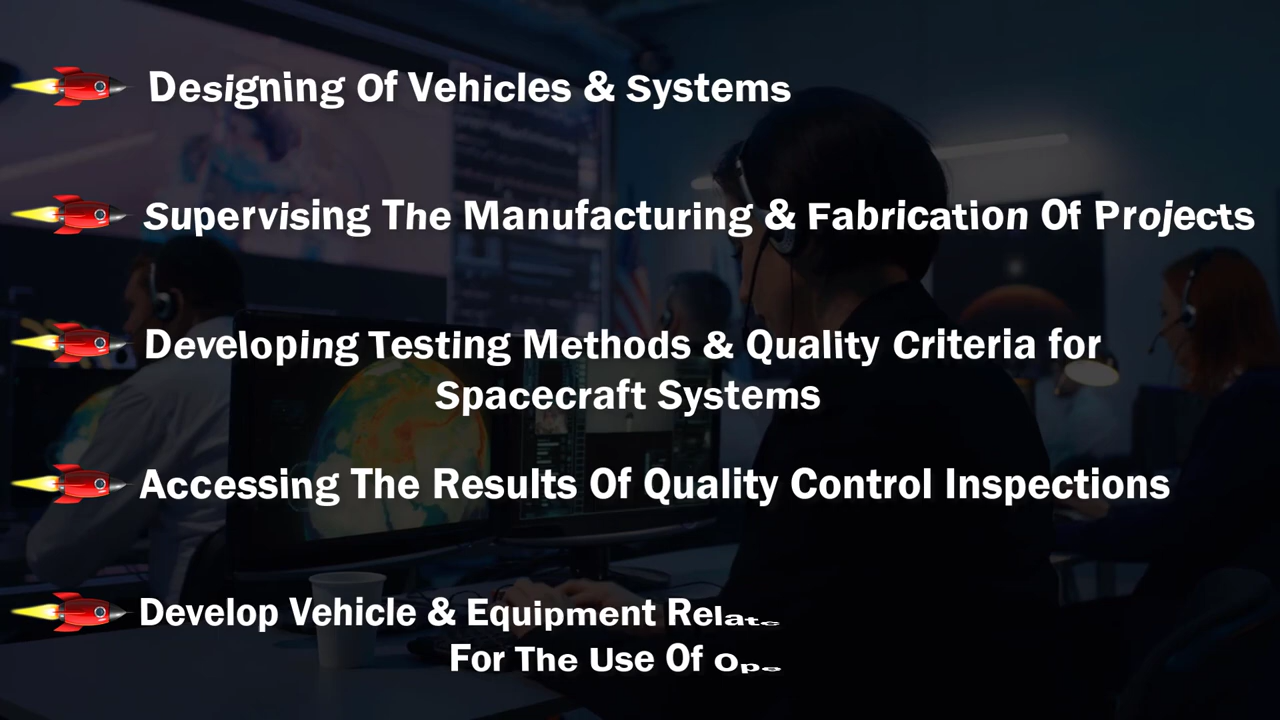 Designing Of Vehicles & Systems
Supervising The Manufacturing & Fabrication Of Projects
Developing Testing Methods & Quality Criteria for
Spacecraft Systems
Accessing The Results Of Quality Control Inspections
Develop Vehicle & Equipment
For The Use Of